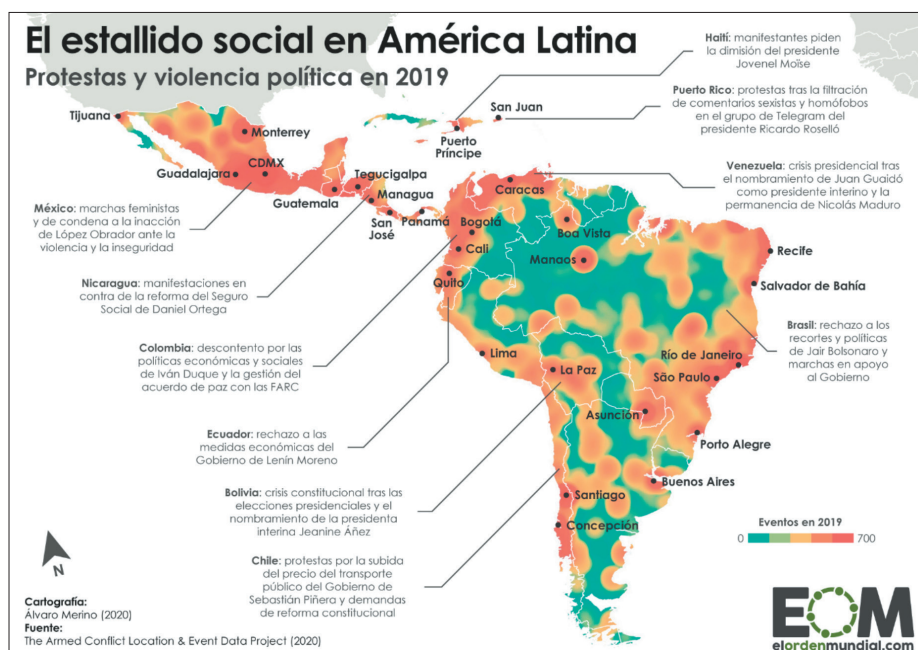 El estallido social en América Latina
Protestas y violencia política en 2019
Haití: manifestantes piden
la dimisión del presidente
Jovenel Moïse
Puerto Rico: protestas tras la filtración
de comentarios sexistas y homófobos
en el grupo de Telegram del
presidente Ricardo Roselló
Venezuela: crisis presidencial tras
el nombramiento de Juan Guaidó
como presidente interino y la
permanencia de Nicolás Maduro
Tijuana
Monterrey
San Juan
Puerto
Príncipe
Guadalajara
CDMX
Tegucigalpa
Managua
Guatemala
San
José
Panamá
Caracas
Bogotá
Cali
Quito
Boa Vista
Manaos
Recife
Salvador de Bahía
Lima
La Paz
Río de Janeiro
São Paulo
Asunción
Porto Alegre
Buenos Aires
Santiago
Concepción
México: marchas feministas
y de condena a la inacción
de López Obrador ante la
violencia y la inseguridad
Nicaragua: manifestaciones en
contra de la reforma del Seguro
Social de Daniel Ortega
Colombia: descontento por las
políticas económicas y sociales
de Iván Duque y la gestión del
acuerdo de paz con las FARC
Brasil: rechazo a los
recortes y políticas
de Jair Bolsonaro y
marchas en apoyo
al Gobierno
Ecuador: rechazo a las
medidas económicas del
Gobierno de Lenín Moreno
Bolivia: crisis constitucional tras las
elecciones presidenciales y el
nombramiento de la presidenta
interina Jeanine Áñez
Chile: protestas por la subida
del precio del transporte
público del Gobierno de
Sebastián Piñera y demandas
de reforma constitucional
Eventos en 2019
0 700
N
Cartografía:
Álvaro Merino (2020)
Fuente:
The Armed Conflict Location & Event Data Project (2020)
EOM
elordenmundial.com